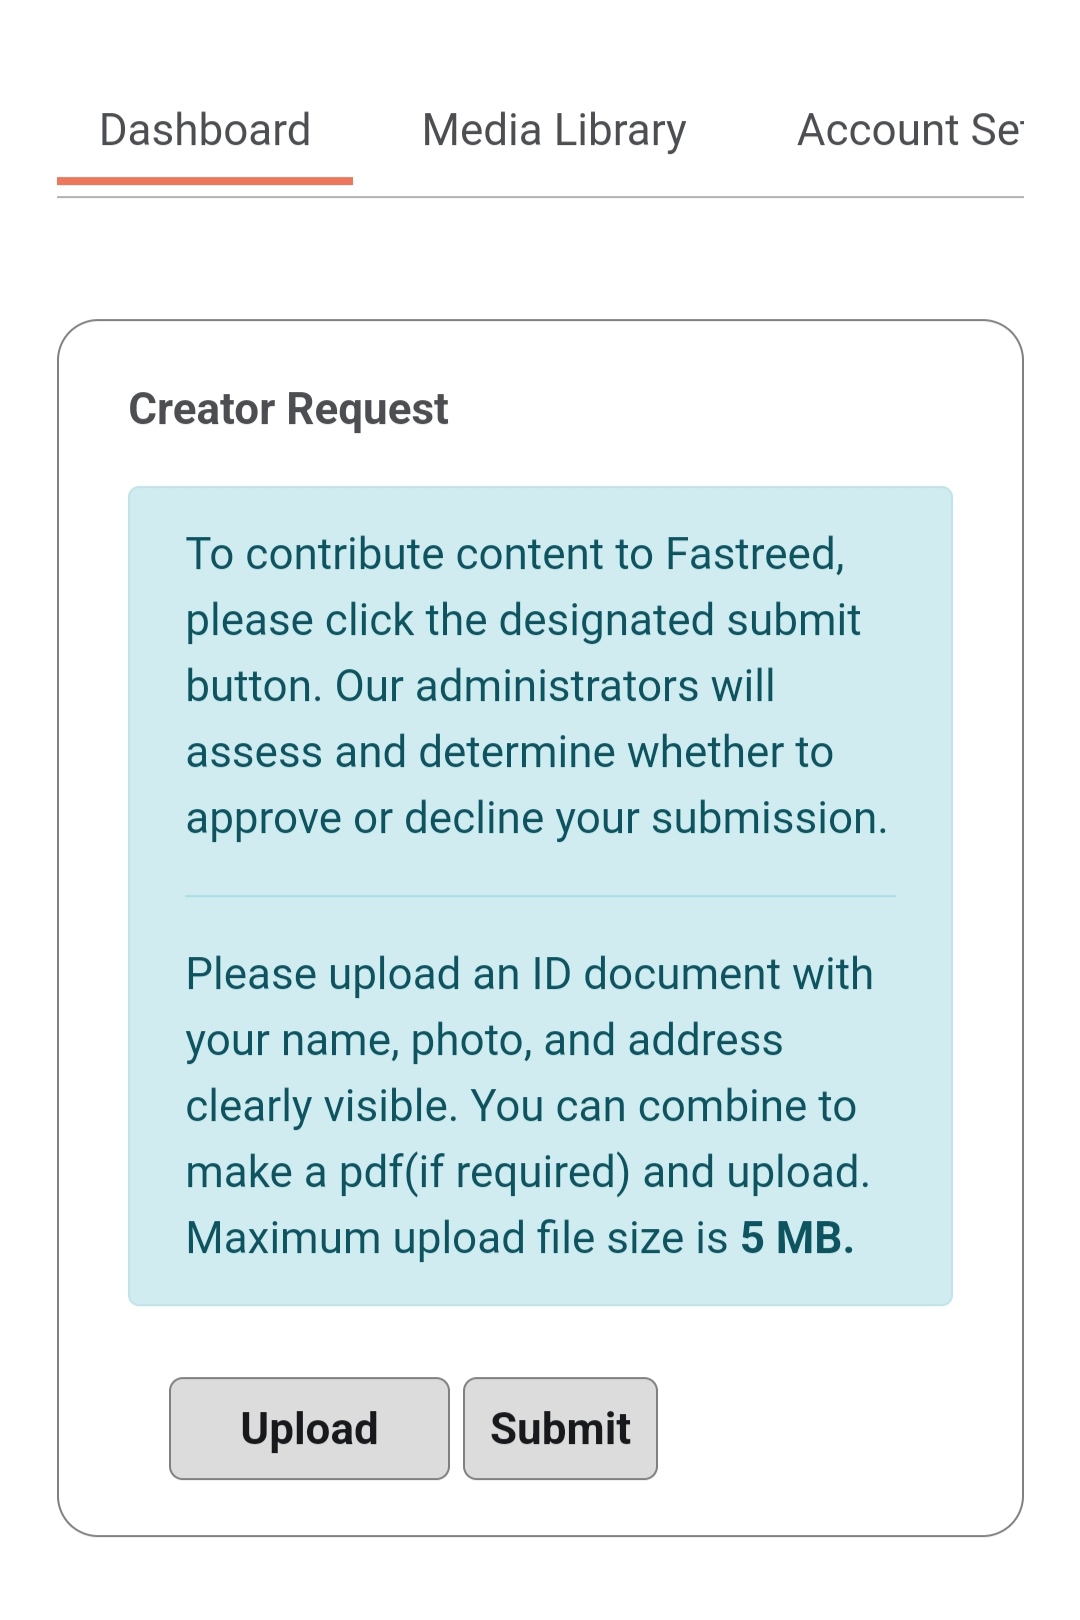 Dashboard Media Library Account Set
Creator Request
To contribute content to Fastreed,
please click the designated submit
button. Our administrators will
assess and determine whether to
approve or decline your submission.
Please upload an ID document with
your name, photo, and address
clearly visible. You can combine to
make a pdf(if required) and upload.
Maximum upload file size is 5 MB.
Upload Submit